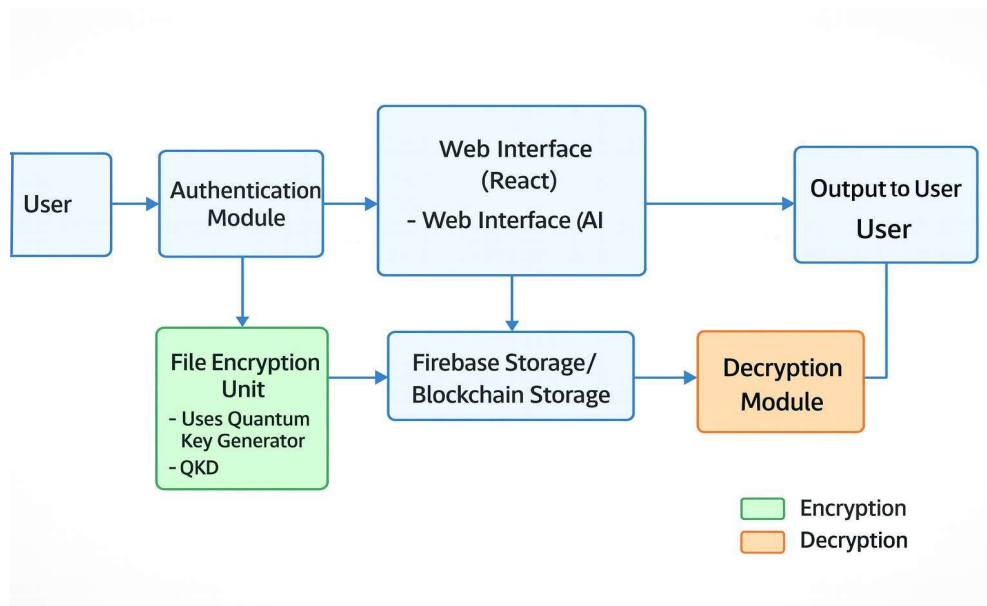 User
Authentication
Module
Web Interface
(React)
- Web Interface (AI
Output to User
User
File Encryption
Unit
- Uses Quantum
Key Generator
- QKD
Firebase Storage/
Blockchain Storage
Decryption
Module
Encryption
Decryption